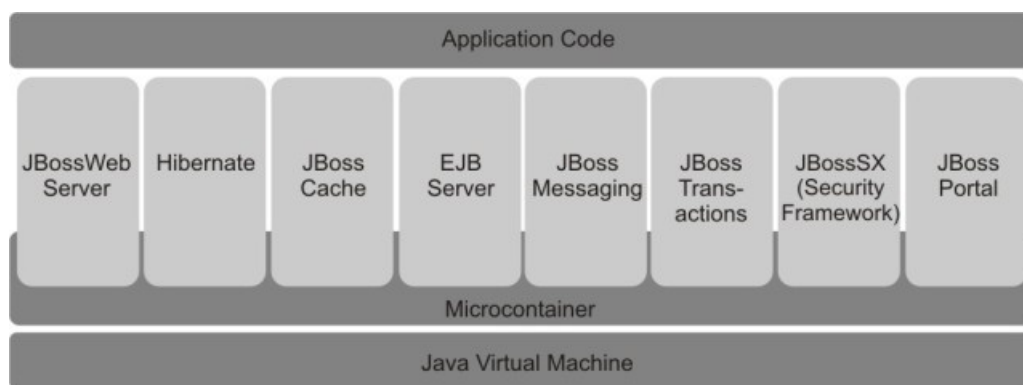 Application Code
JBossWeb
Server
Hibernate
JBoss
Cache
EJB
Server
JBoss
Messaging
JBoss
Trans-
actions
JBossSX
(Security
Framework)
JBoss
Portal
Microcontainer
Java Virtual Machine